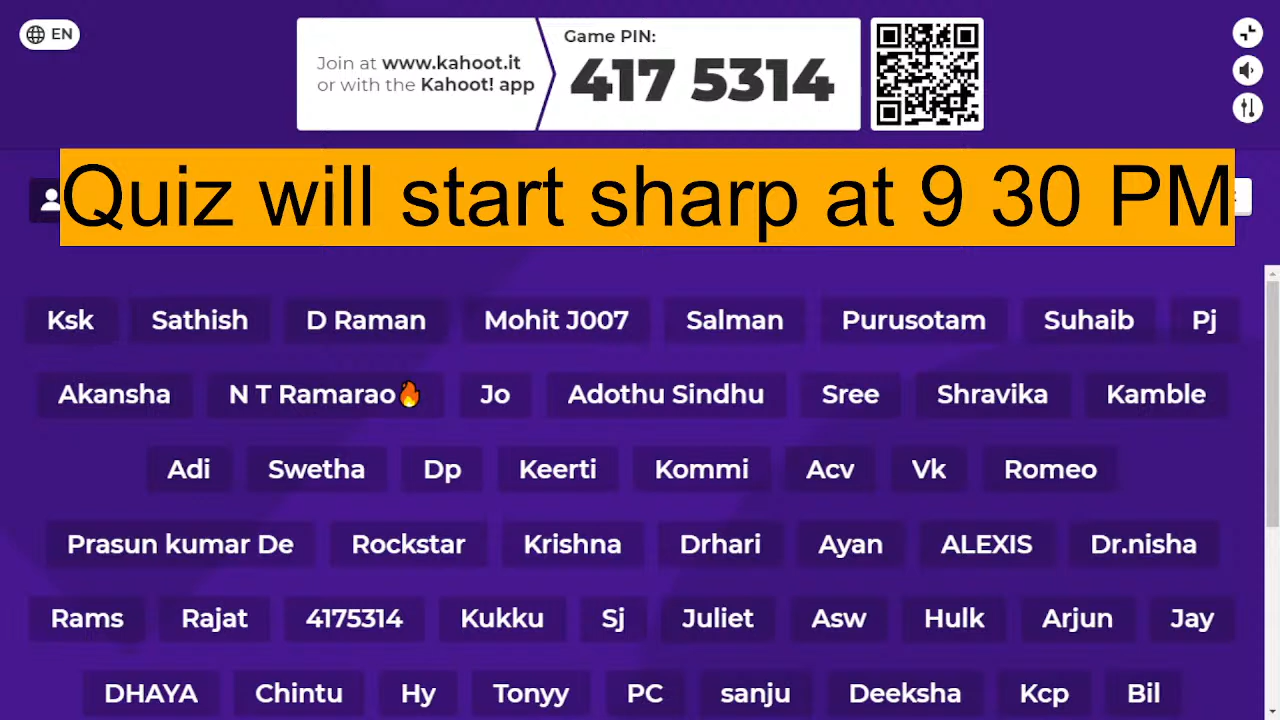 EN
Join at www.kahoot.it
or with the Kahoot! app
Game PIN:
417 5314
Quiz will start sharp at 9 30 PM
Ksk Sathish D Raman Mohit J007 Salman Purusotam Suhaib Pj
Akansha N T Ramarao🔥 Jo Adothu Sindhu Sree Shravika Kamble
Adi Swetha Dp Keerti Kommi Acv Vk Romeo
Prasun kumar De Rockstar Krishna Drhari Ayan ALEXIS Dr.nisha
Rams Rajat 4175314 Kukku Sj Juliet Asw Hulk Arjun Jay
DHAYA Chintu Hy Tonyy PC sanju Deeksha Kcp Bil